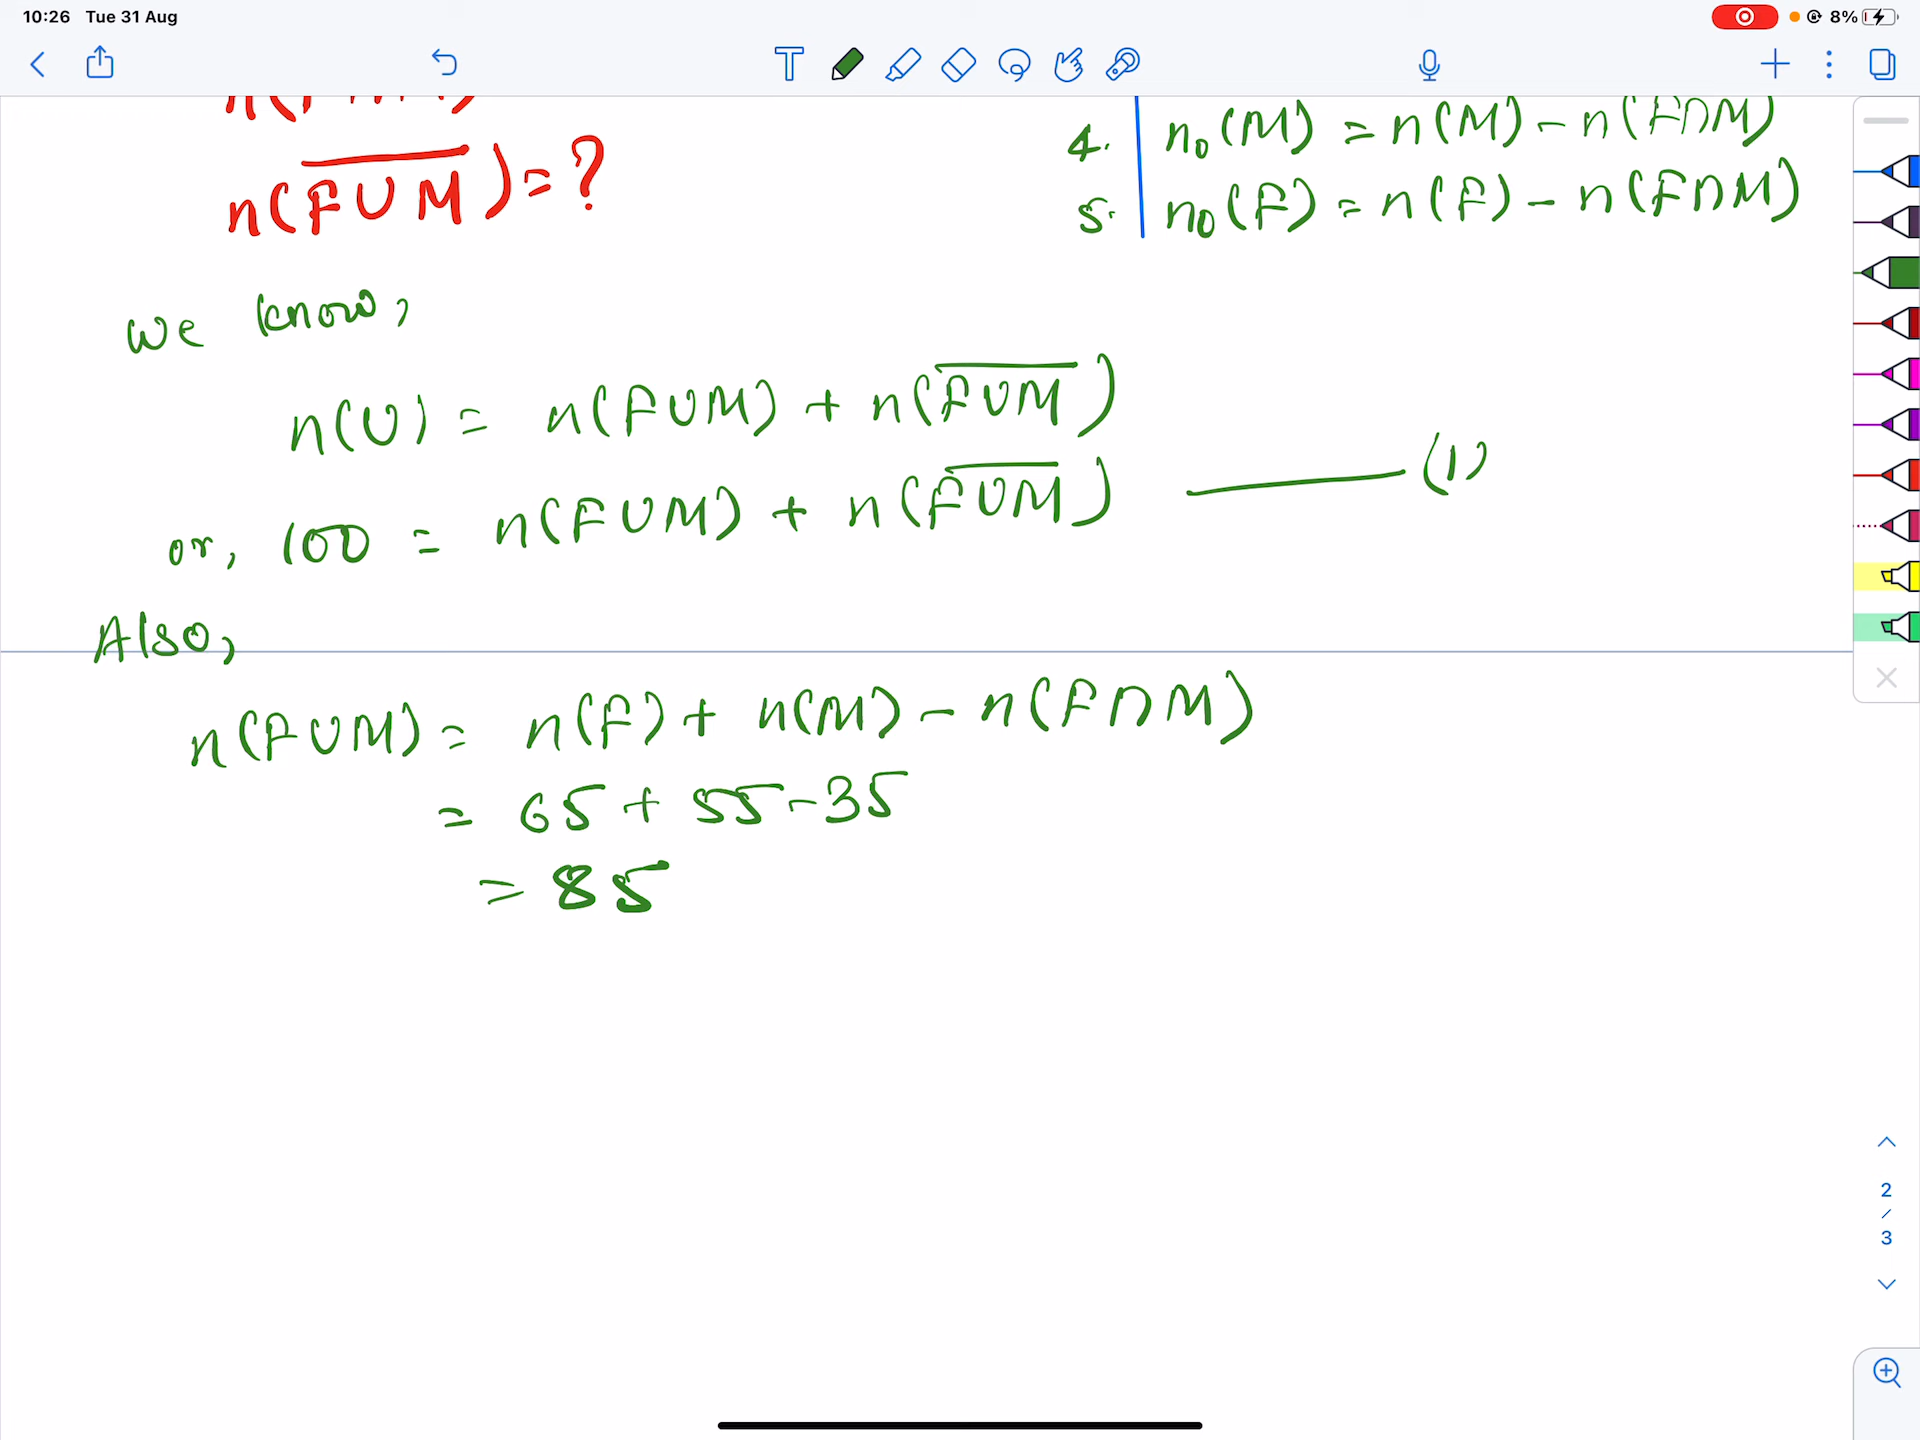 10:26 Tue 31 Aug
8%
T
4. n₀(M) = n(M) - n(F∩M)
n(F∪M)‾ = ?
5. n₀(F) = n(F) - n(F∩M)
We know,
n(U) = n(F∪M) + n(F∪M)‾
or, 100 = n(F∪M) + n(F∪M)‾ (1)
Also,
n(F∪M) = n(F) + n(M) - n(F∩M)
= 65 + 55 - 35
= 85
2
/
3